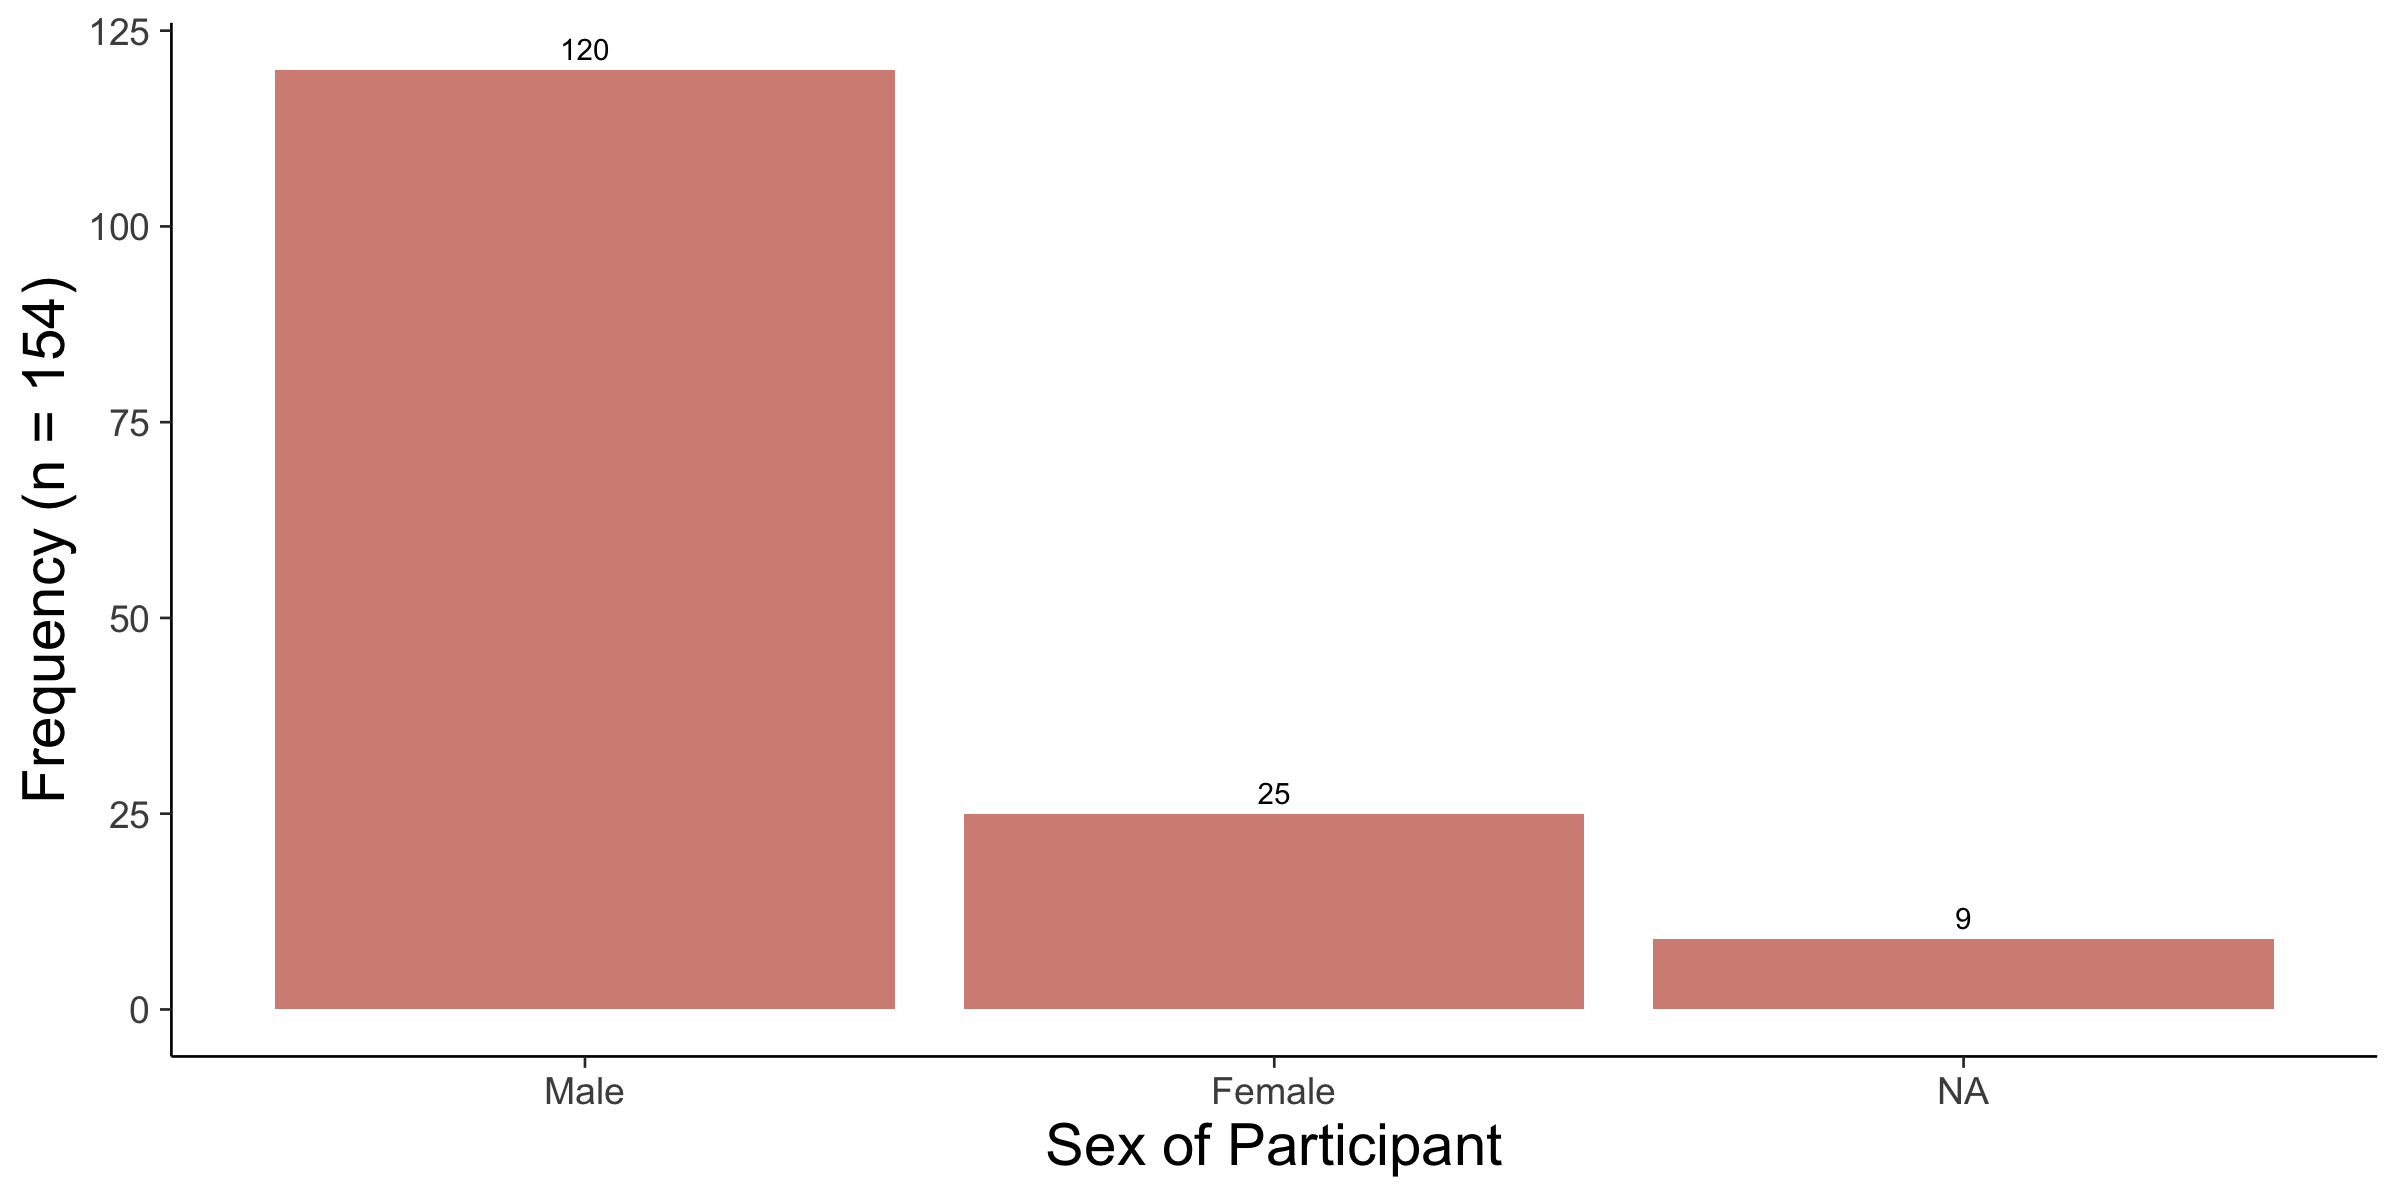 Frequency (n = 154)
125
100
75
50
25
0
120
25
9
Male
Female
NA
Sex of Participant